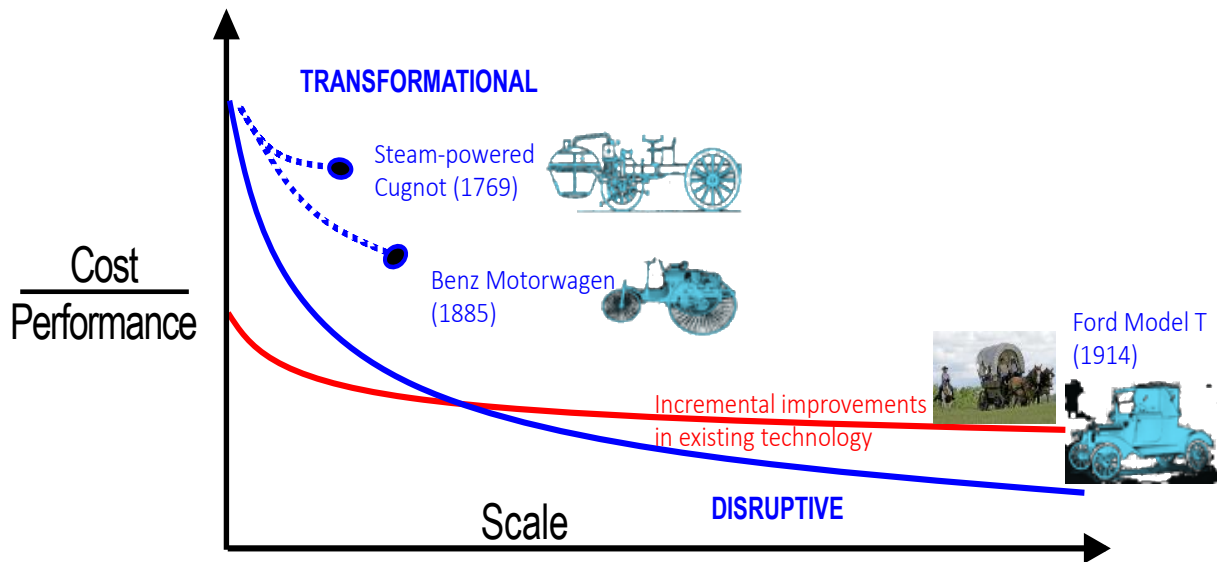 TRANSFORMATIONAL
Steam-powered
Cugnot (1769)
Cost
Performance
Benz Motorwagen
(1885)
Ford Model T
(1914)
Incremental improvements
in existing technology
DISRUPTIVE
Scale